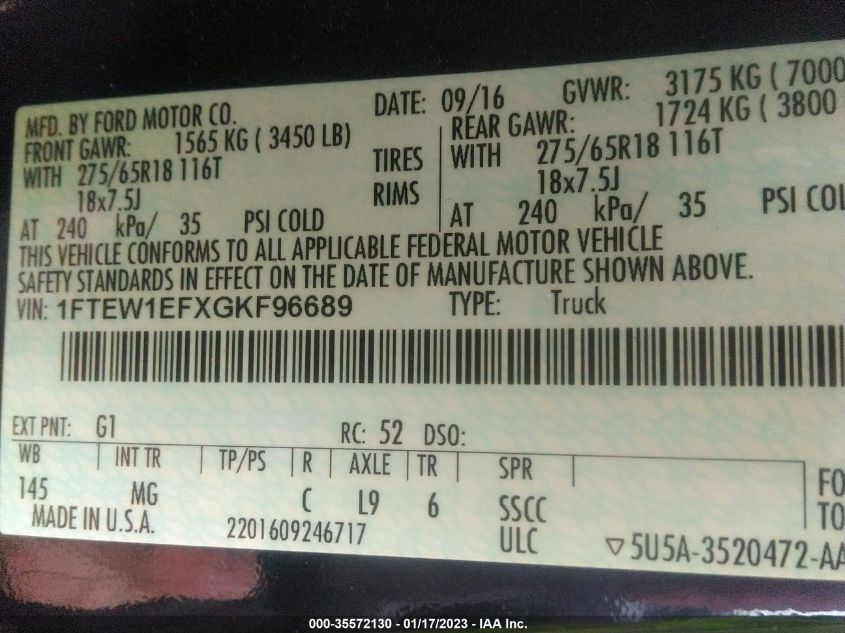 MFD. BY FORD MOTOR CO. DATE: 09/16 GVWR: 3175 KG ( 7000
FRONT GAWR: 1565 KG ( 3450 LB) REAR GAWR: 1724 KG ( 3800
WITH 275/65R18 116T TIRES WITH 275/65R18 116T
18x7.5J RIMS 18x7.5J
AT 240 kPa/ 35 PSI COLD AT 240 kPa/ 35 PSI COL
THIS VEHICLE CONFORMS TO ALL APPLICABLE FEDERAL MOTOR VEHICLE
SAFETY STANDARDS IN EFFECT ON THE DATE OF MANUFACTURE SHOWN ABOVE.
VIN: 1FTEW1EFXGKF96689 TYPE: Truck
EXT PNT: G1 RC: 52 DSO:
WB INT TR TP/PS R AXLE TR SPR
145 MG C L9 6 SSCC FO
MADE IN U.S.A. 2201609246717 ULC TO
▽5U5A-3520472-AA
000-35572130 - 01/17/2023 - IAA Inc.